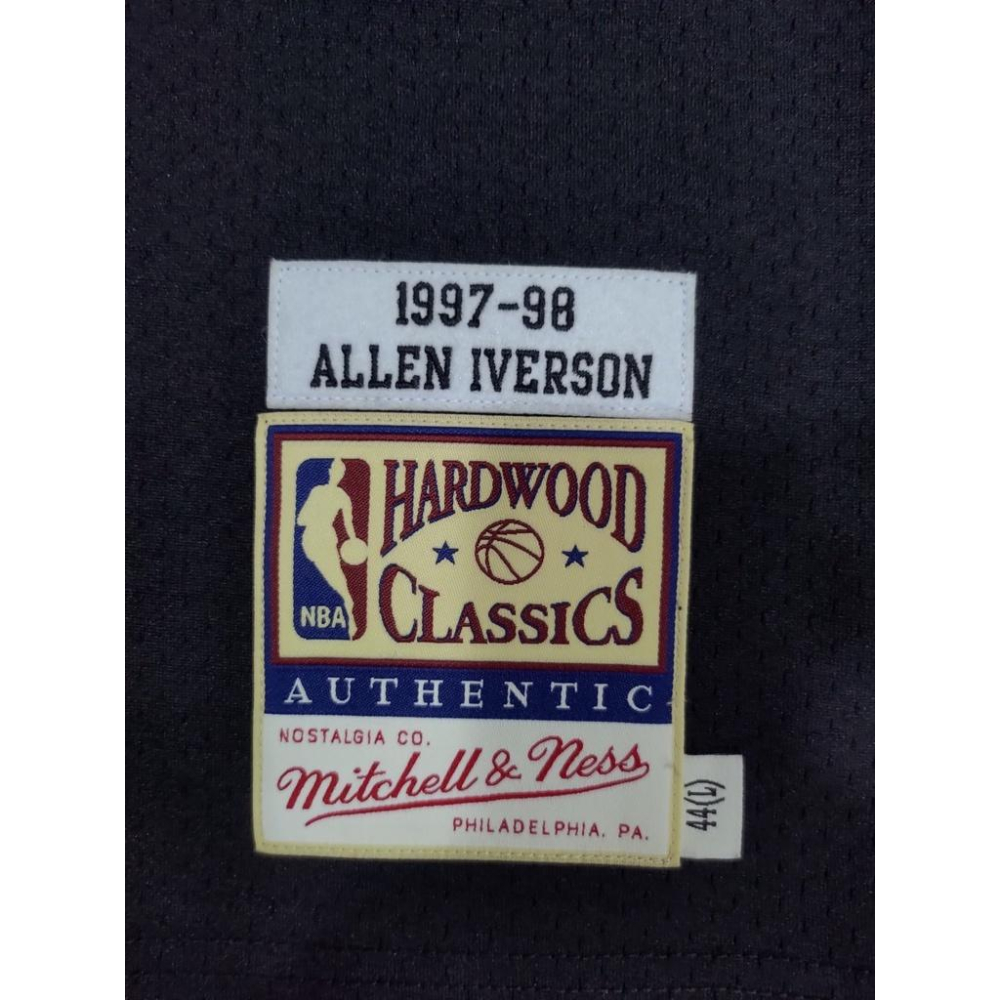 1997-98
ALLEN IVERSON
HARDWOOD
CLASSICS
NBA
AUTHENTIC
NOSTALGIA CO.
Mitchell & Ness
PHILADELPHIA, PA.
44(L)